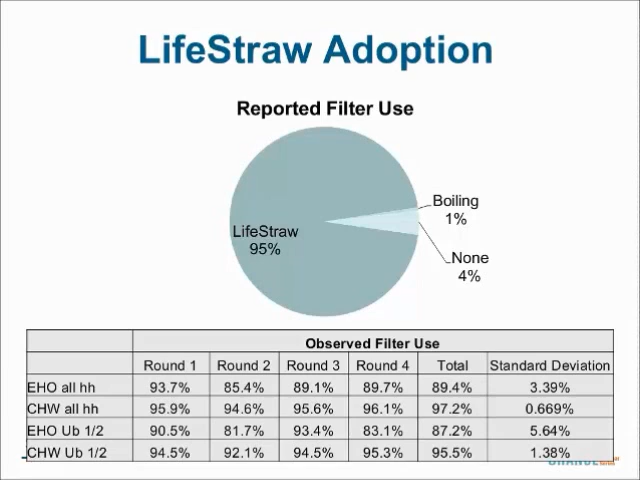 LifeStraw Adoption
Reported Filter Use
Boiling
1%
LifeStraw
95%
None
4%
Observed Filter Use
Round 1 Round 2 Round 3 Round 4 Total Standard Deviation
EHO all hh 93.7% 85.4% 89.1% 89.7% 89.4% 3.39%
CHW all hh 95.9% 94.6% 95.6% 96.1% 97.2% 0.669%
EHO Ub 1/2 90.5% 81.7% 93.4% 83.1% 87.2% 5.64%
CHW Ub 1/2 94.5% 92.1% 94.5% 95.3% 95.5% 1.38%